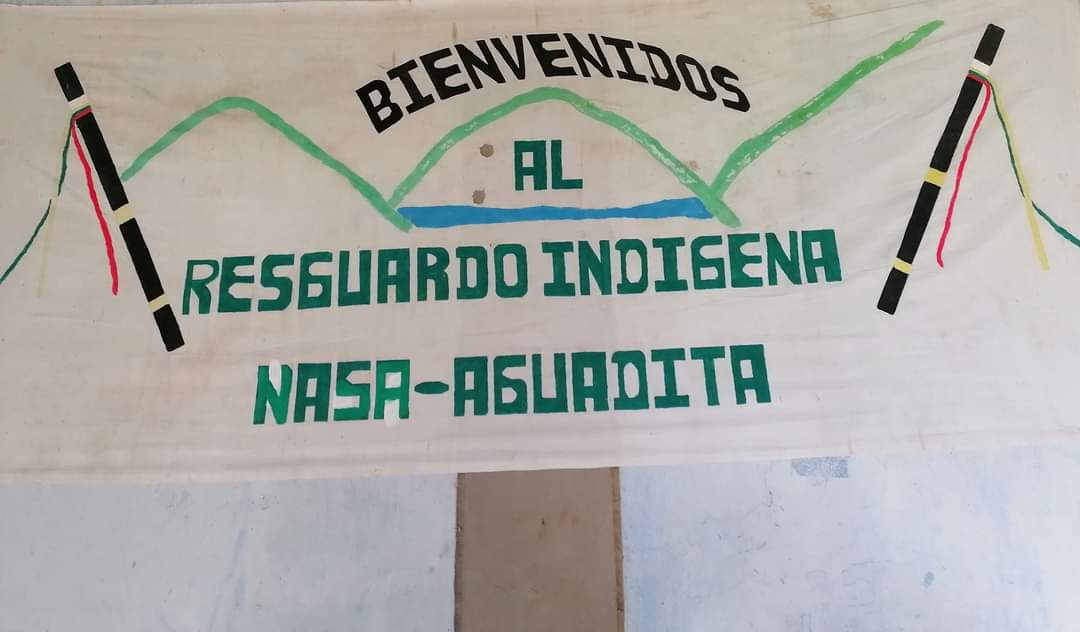 BIENVENIDOS
AL
RESGUARDO INDIGENA
NASA-AGUADITA